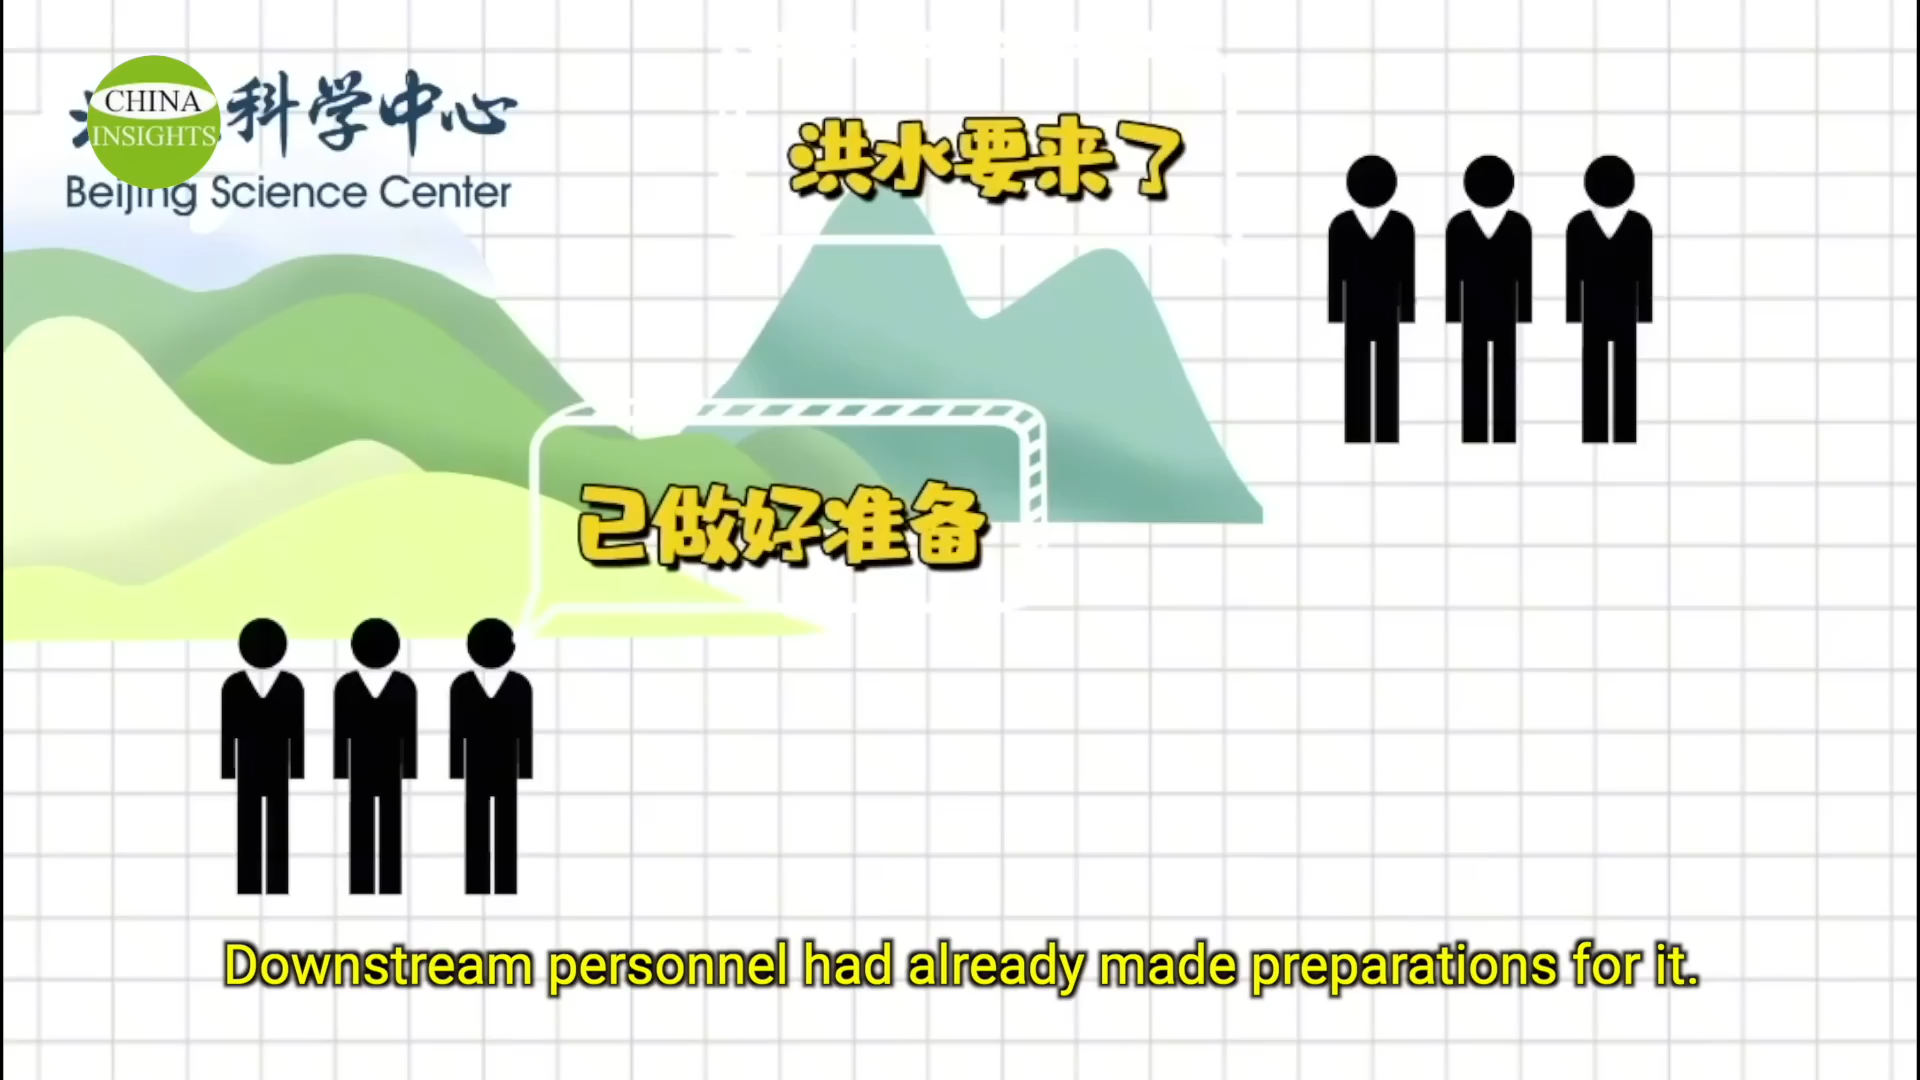 CHINA
INSIGHTS
科学中心
Beijing Science Center
洪水要来了
已做好准备
Downstream personnel had already made preparations for it.